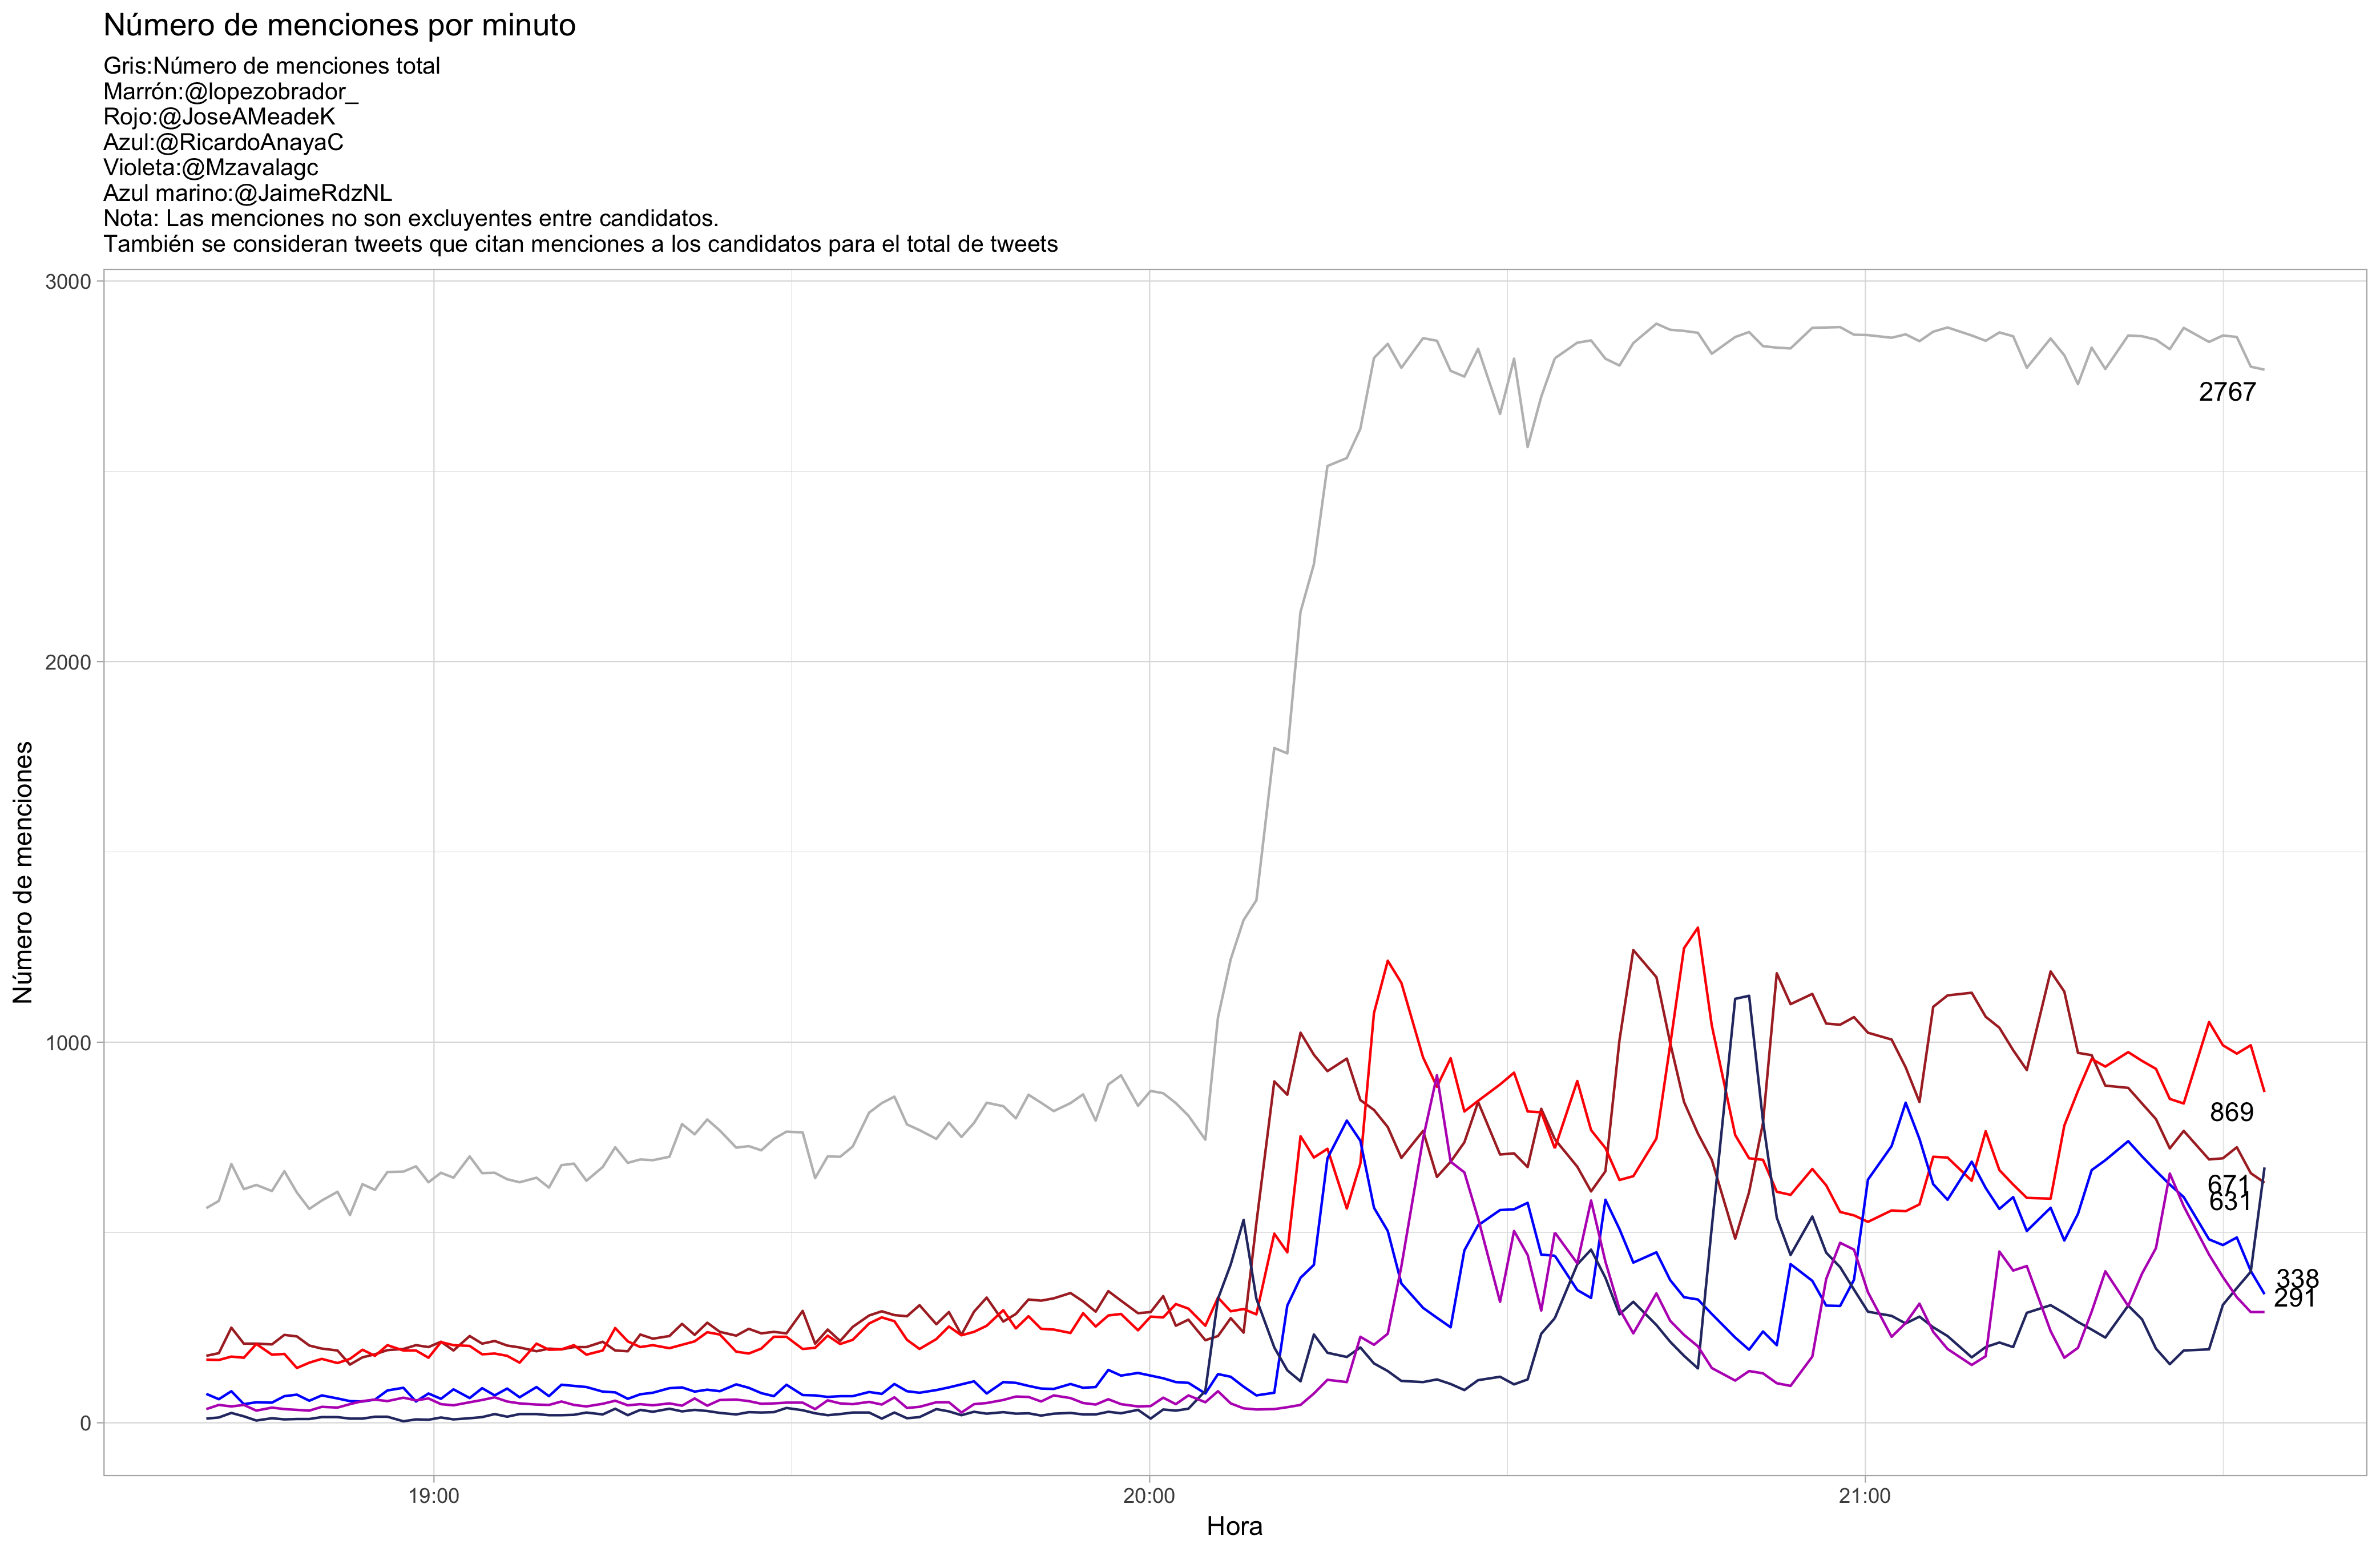 Número de menciones por minuto
Gris:Número de menciones total
Marrón:@lopezobrador_
Rojo:@JoseAMeadeK
Azul:@RicardoAnayaC
Violeta:@Mzavalagc
Azul marino:@JaimeRdzNL
Nota: Las menciones no son excluyentes entre candidatos.
También se consideran tweets que citan menciones a los candidatos para el total de tweets
Número de menciones
3000
2000
1000
0
2767
869
671
631
338
291
19:00
20:00
21:00
Hora